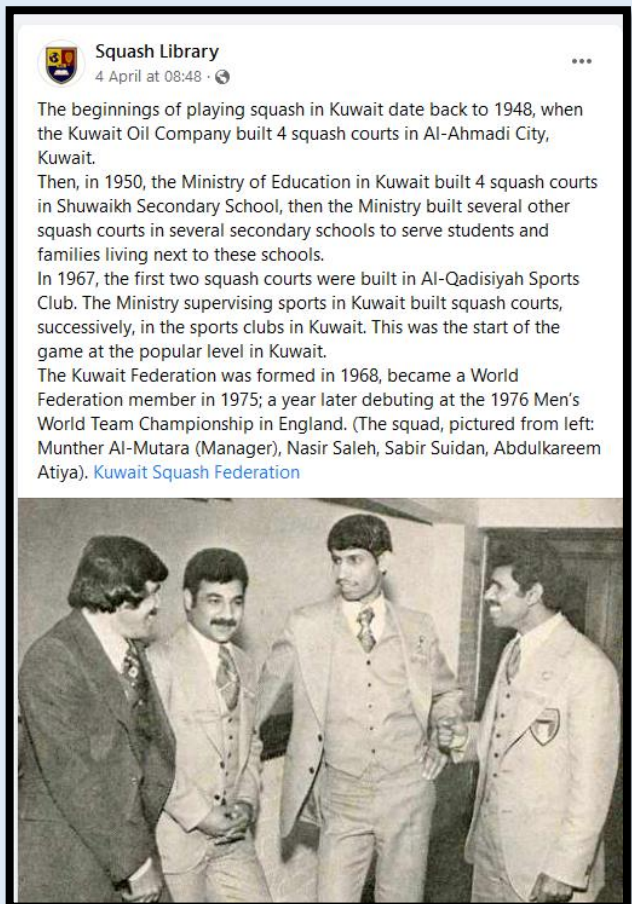 Squash Library
4 April at 08:48 ·
The beginnings of playing squash in Kuwait date back to 1948, when
the Kuwait Oil Company built 4 squash courts in Al-Ahmadi City,
Kuwait.
Then, in 1950, the Ministry of Education in Kuwait built 4 squash courts
in Shuwaikh Secondary School, then the Ministry built several other
squash courts in several secondary schools to serve students and
families living next to these schools.
In 1967, the first two squash courts were built in Al-Qadisiyah Sports
Club. The Ministry supervising sports in Kuwait built squash courts,
successively, in the sports clubs in Kuwait. This was the start of the
game at the popular level in Kuwait.
The Kuwait Federation was formed in 1968, became a World
Federation member in 1975; a year later debuting at the 1976 Men's
World Team Championship in England. (The squad, pictured from left:
Munther Al-Mutara (Manager), Nasir Saleh, Sabir Suidan, Abdulkareem
Atiya). Kuwait Squash Federation